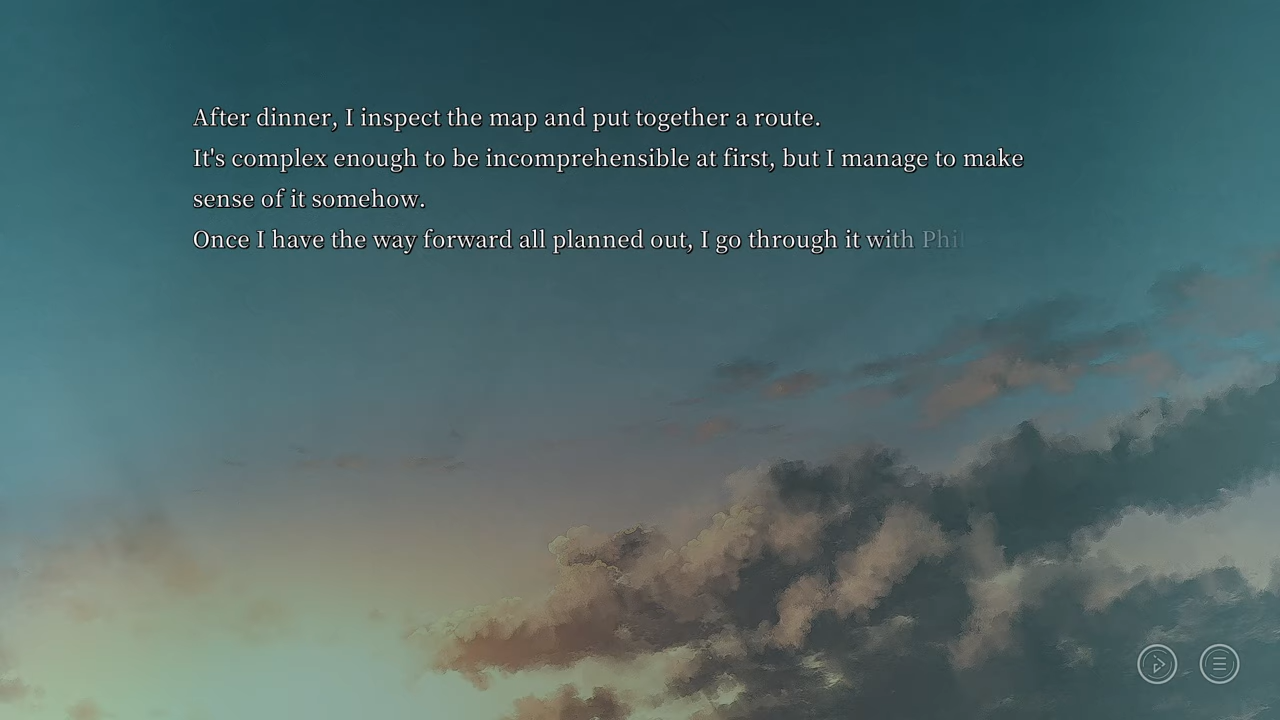 After dinner, I inspect the map and put together a route.
It's complex enough to be incomprehensible at first, but I manage to make
sense of it somehow.
Once I have the way forward all planned out, I go through it with Phil